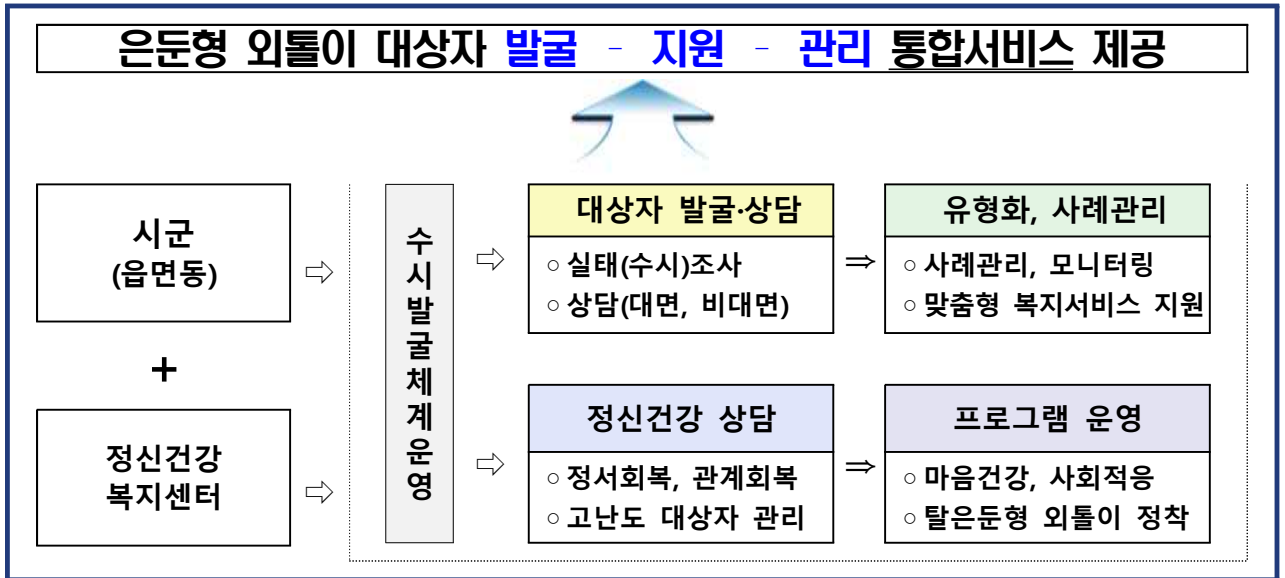 은둔형 외톨이 대상자 발굴 - 지원 - 관리 통합서비스 제공
시군
(읍면동)
+
정신건강
복지센터
⇨
⇨
수시발굴체계운영
⇨
대상자 발굴·상담
○ 실태(수시)조사
○ 상담(대면, 비대면)
⇒
유형화, 사례관리
○ 사례관리, 모니터링
○ 맞춤형 복지서비스 지원
⇨
정신건강 상담
○ 정서회복, 관계회복
○ 고난도 대상자 관리
⇒
프로그램 운영
○ 마음건강, 사회적응
○ 탈은둔형 외톨이 정착